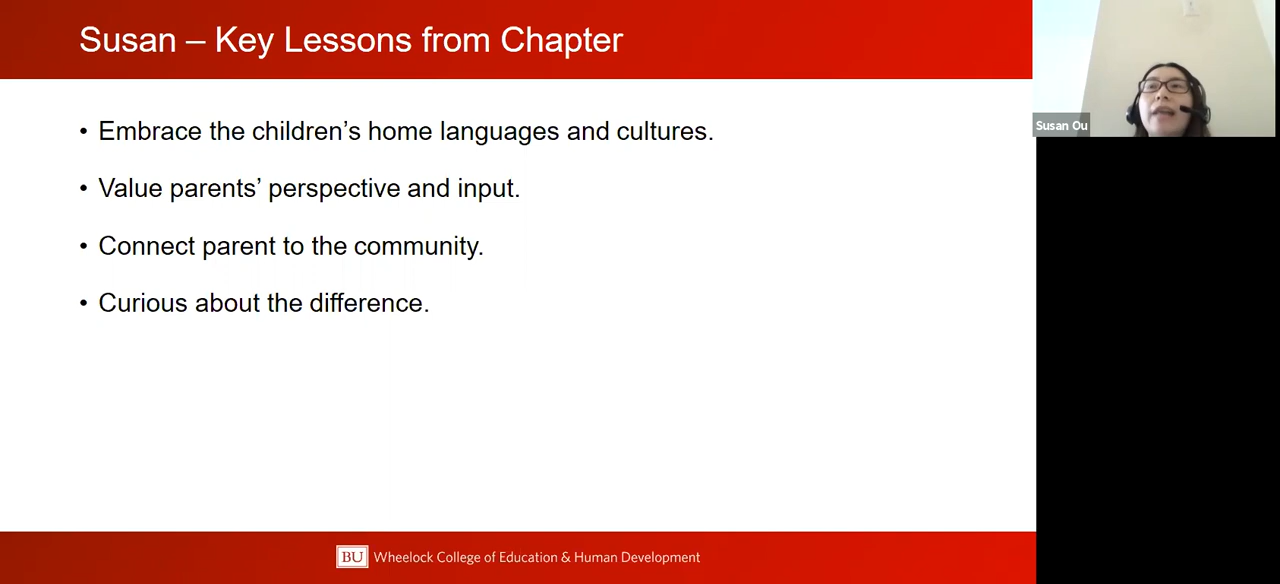 Susan – Key Lessons from Chapter
Susan Ou
• Embrace the children’s home languages and cultures.
• Value parents’ perspective and input.
• Connect parent to the community.
• Curious about the difference.
BU Wheelock College of Education & Human Development